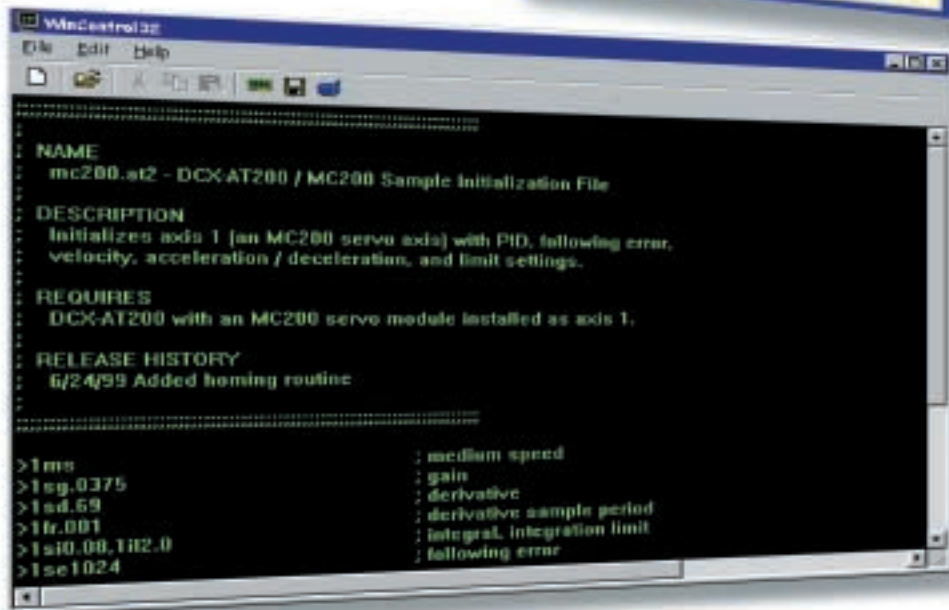 WinControl32
File Edit Help
;;;;;;;;;;;;;;;;;;;;;;;;;;;;;;;;;;;;;;;;;;;;;;;;;;;;;;;;;;;;;;;;;;;;;;
;
; NAME
; mc200.at2 - DCX-AT200 / MC200 Sample Initialization File
;
; DESCRIPTION
; Initializes axis 1 (an MC200 servo axis) with PID, following error,
; velocity, acceleration / deceleration, and limit settings.
;
; REQUIRES
; DCX-AT200 with an MC200 servo module installed as axis 1.
;
; RELEASE HISTORY
; 6/24/99 Added homing routine
;
;;;;;;;;;;;;;;;;;;;;;;;;;;;;;;;;;;;;;;;;;;;;;;;;;;;;;;;;;;;;;;;;;;;;;;
>1ms ; medium speed
>1sg.0375 ; gain
>1sd.69 ; derivative
>1fr.001 ; derivative sample period
>1si0.08,1il2.0 ; integral, integration limit
>1se1024 ; following error